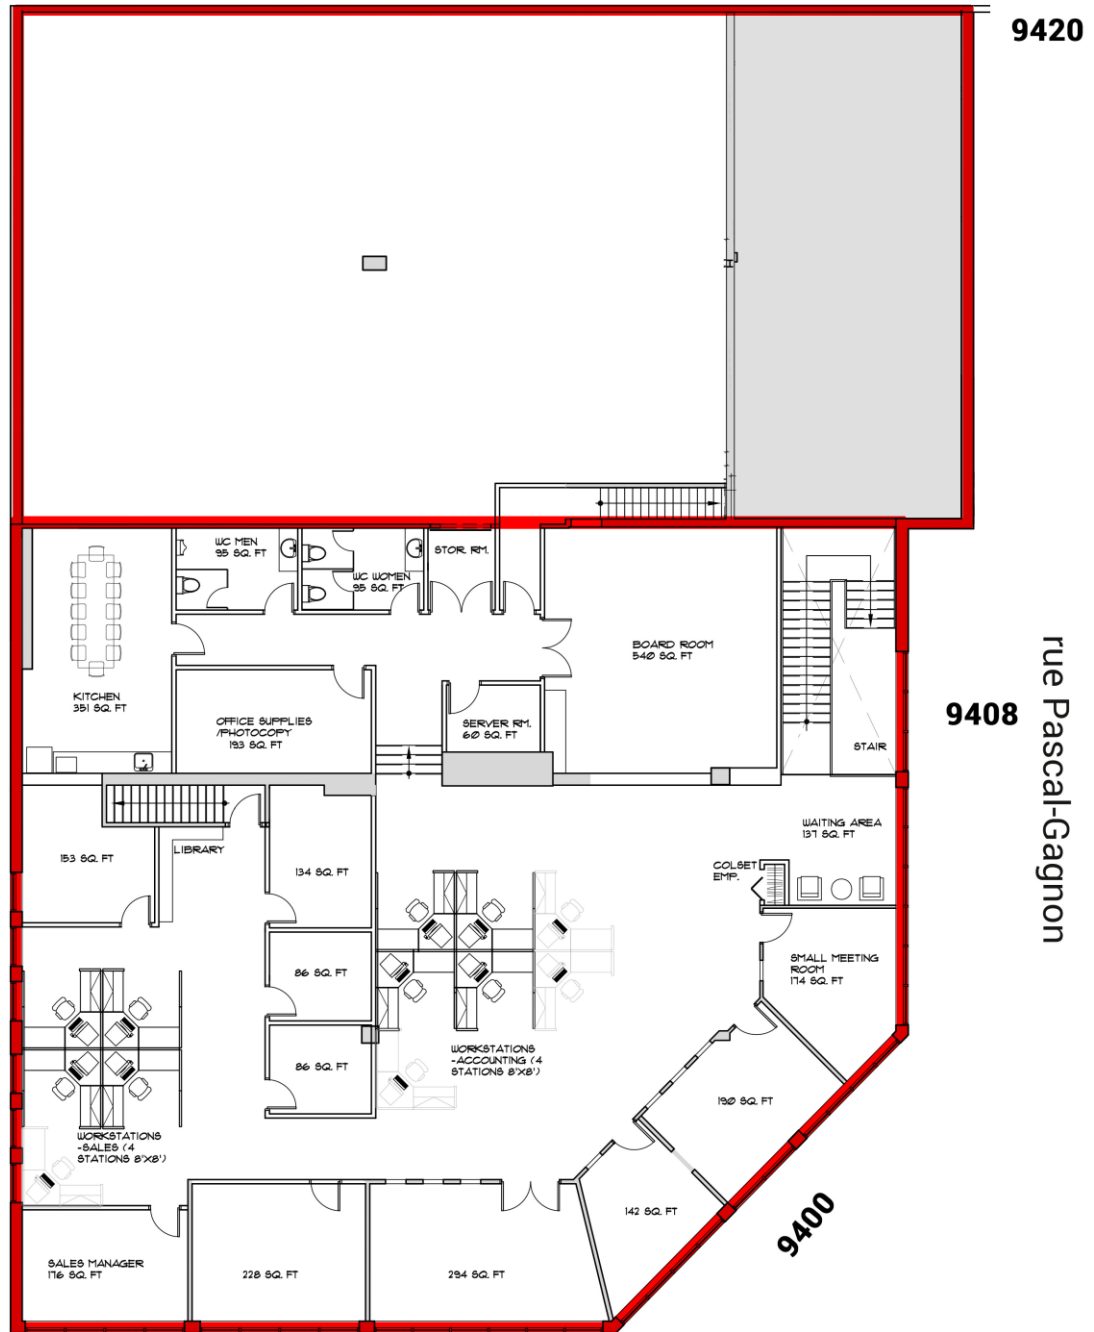 9420
WC MEN
95 SQ. FT
WC WOMEN
95 SQ. FT
STOR. RM.
BOARD ROOM
540 SQ. FT
KITCHEN
351 SQ. FT
OFFICE SUPPLIES
/PHOTOCOPY
193 SQ. FT
SERVER RM.
60 SQ. FT
STAIR
9408
rue Pascal-Gagnon
153 SQ. FT
LIBRARY
134 SQ. FT
WAITING AREA
137 SQ. FT
COLSET
EMP.
86 SQ. FT
SMALL MEETING
ROOM
174 SQ. FT
86 SQ. FT
WORKSTATIONS
-ACCOUNTING (4
STATIONS 8'X8')
190 SQ. FT
WORKSTATIONS
-SALES (4
STATIONS 8'X8')
142 SQ. FT
9400
SALES MANAGER
176 SQ. FT
228 SQ. FT
294 SQ. FT